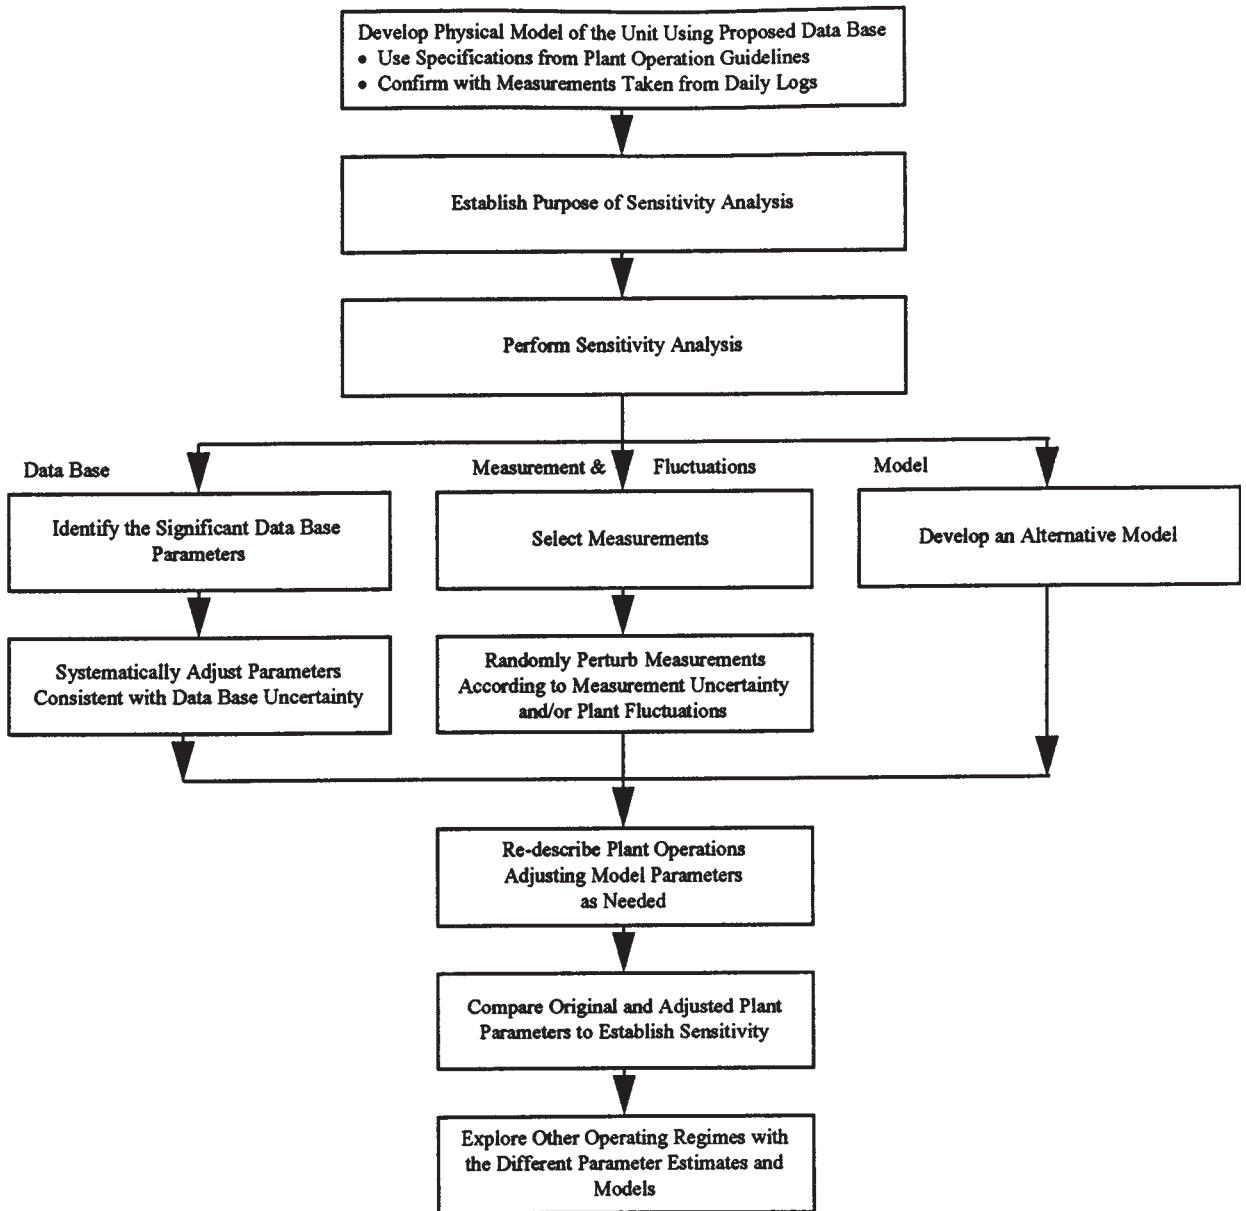 Develop Physical Model of the Unit Using Proposed Data Base
• Use Specifications from Plant Operation Guidelines
• Confirm with Measurements Taken from Daily Logs
Establish Purpose of Sensitivity Analysis
Perform Sensitivity Analysis
Data Base
Measurement & Fluctuations
Model
Identify the Significant Data Base
Parameters
Select Measurements
Develop an Alternative Model
Systematically Adjust Parameters
Consistent with Data Base Uncertainty
Randomly Perturb Measurements
According to Measurement Uncertainty
and/or Plant Fluctuations
Re-describe Plant Operations
Adjusting Model Parameters
as Needed
Compare Original and Adjusted Plant
Parameters to Establish Sensitivity
Explore Other Operating Regimes with
the Different Parameter Estimates and
Models